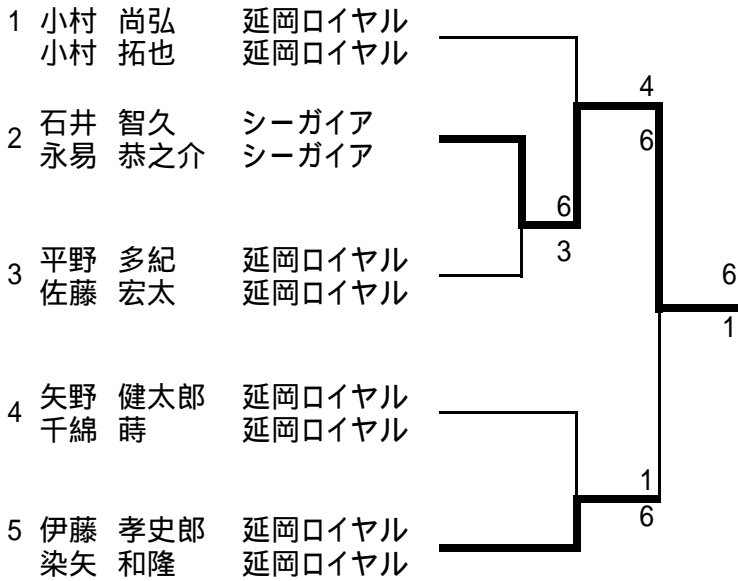 1 小村 尚弘 延岡ロイヤル
小村 拓也 延岡ロイヤル
4
2 石井 智久 シーガイア
永易 恭之介 シーガイア
6
6
3
3 平野 多紀 延岡ロイヤル
佐藤 宏太 延岡ロイヤル
6
1
4 矢野 健太郎 延岡ロイヤル
千綿 蒔 延岡ロイヤル
1
6
5 伊藤 孝史郎 延岡ロイヤル
染矢 和隆 延岡ロイヤル